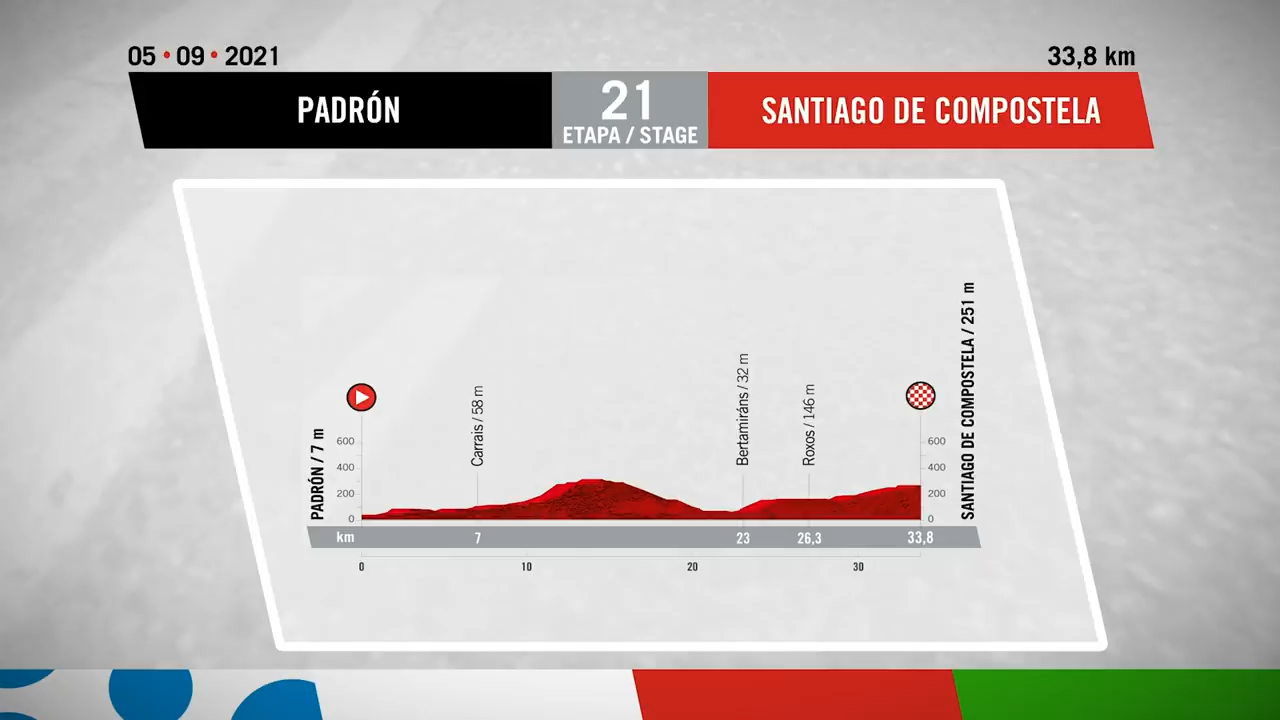 05 • 09 • 2021
33,8 km
PADRÓN
21
ETAPA / STAGE
SANTIAGO DE COMPOSTELA
PADRÓN / 7 m
Carrais / 58 m
Bertamiráns / 32 m
Roxos / 146 m
SANTIAGO DE COMPOSTELA / 251 m
600
400
200
0
600
400
200
0
km 7 23 26,3 33,8
0 10 20 30